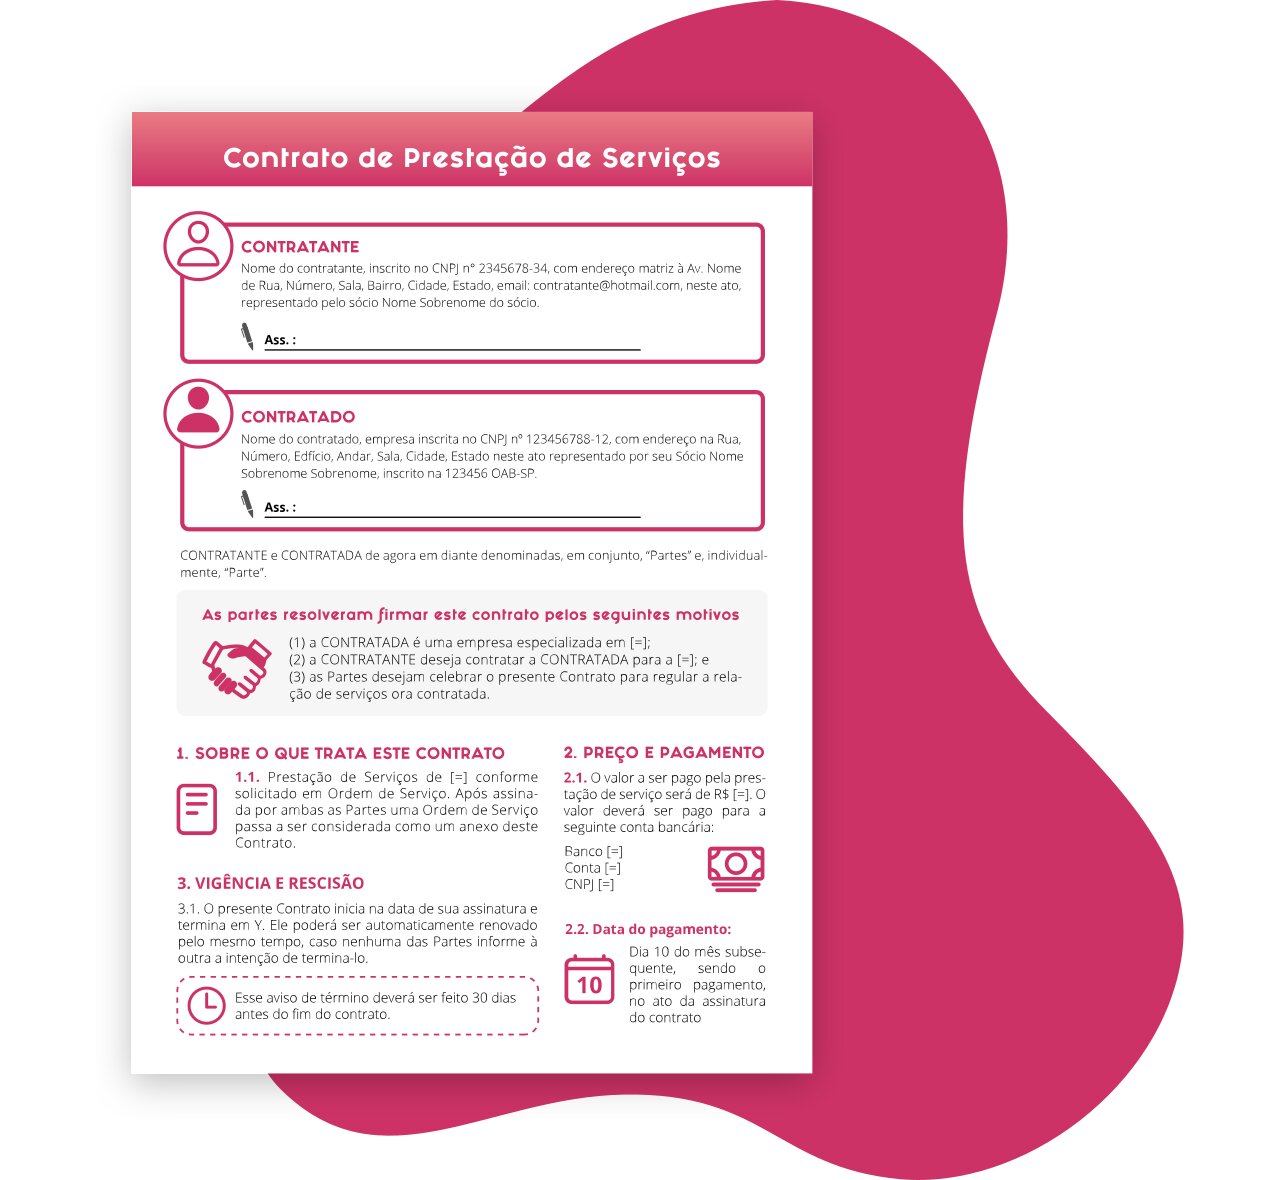 Contrato de Prestação de Serviços
CONTRATANTE
Nome do contratante, inscrito no CNPJ n° 2345678-34, com endereço matriz à Av. Nome
de Rua, Número, Sala, Bairro, Cidade, Estado, email: contratante@hotmail.com, neste ato,
representado pelo sócio Nome Sobrenome do sócio.
Ass. :
CONTRATADO
Nome do contratado, empresa inscrita no CNPJ nº 123456788-12, com endereço na Rua,
Número, Edfício, Andar, Sala, Cidade, Estado neste ato representado por seu Sócio Nome
Sobrenome Sobrenome, inscrito na 123456 OAB-SP.
Ass. :
CONTRATANTE e CONTRATADA de agora em diante denominadas, em conjunto, “Partes” e, individual-
mente, “Parte”.
As partes resolveram firmar este contrato pelos seguintes motivos
(1) a CONTRATADA é uma empresa especializada em [=];
(2) a CONTRATANTE deseja contratar a CONTRATADA para a [=]; e
(3) as Partes desejam celebrar o presente Contrato para regular a rela-
ção de serviços ora contratada.
1. SOBRE O QUE TRATA ESTE CONTRATO
1.1. Prestação de Serviços de [=] conforme
solicitado em Ordem de Serviço. Após assina-
da por ambas as Partes uma Ordem de Serviço
passa a ser considerada como um anexo deste
Contrato.
3. VIGÊNCIA E RESCISÃO
3.1. O presente Contrato inicia na data de sua assinatura e
termina em Y. Ele poderá ser automaticamente renovado
pelo mesmo tempo, caso nenhuma das Partes informe à
outra a intenção de termina-lo.
Esse aviso de término deverá ser feito 30 dias
antes do fim do contrato.
2. PREÇO E PAGAMENTO
2.1. O valor a ser pago pela pres-
tação de serviço será de R$ [=]. O
valor deverá ser pago para a
seguinte conta bancária:
Banco [=]
Conta [=]
CNPJ [=]
2.2. Data do pagamento:
10
Dia 10 do mês subse-
quente, sendo o
primeiro pagamento,
no ato da assinatura
do contrato